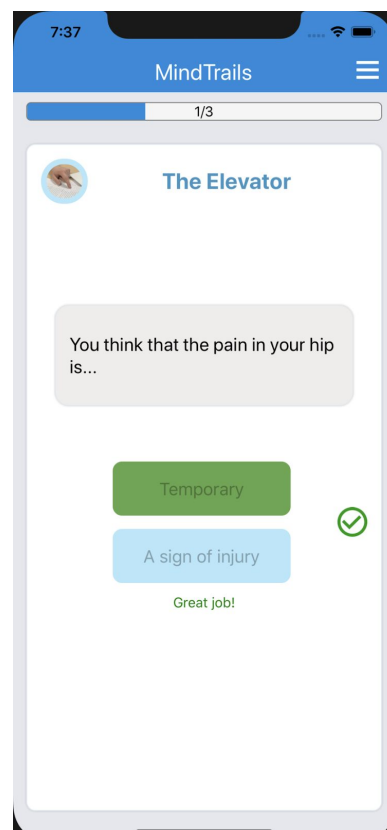 7:37
MindTrails
1/3
The Elevator
You think that the pain in your hip
is...
Temporary
A sign of injury
Great job!